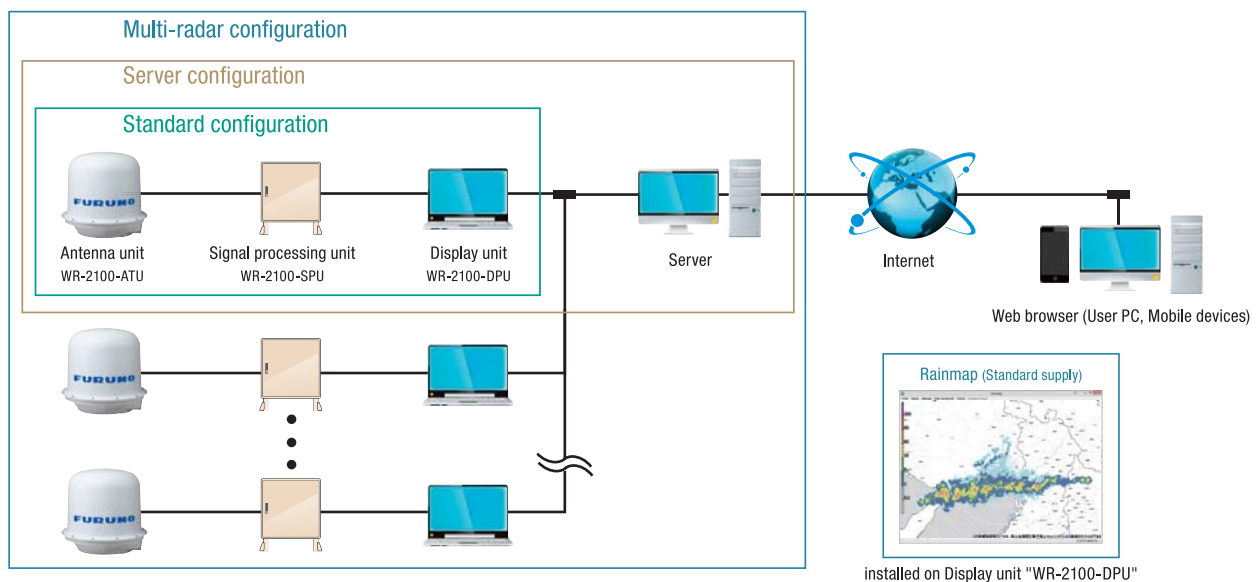 Multi-radar configuration
Server configuration
Standard configuration
FURUNO
Antenna unit
WR-2100-ATU
Signal processing unit
WR-2100-SPU
Display unit
WR-2100-DPU
Server
Internet
Web browser (User PC, Mobile devices)
FURUNO
FURUNO
Rainmap (Standard supply)
installed on Display unit "WR-2100-DPU"